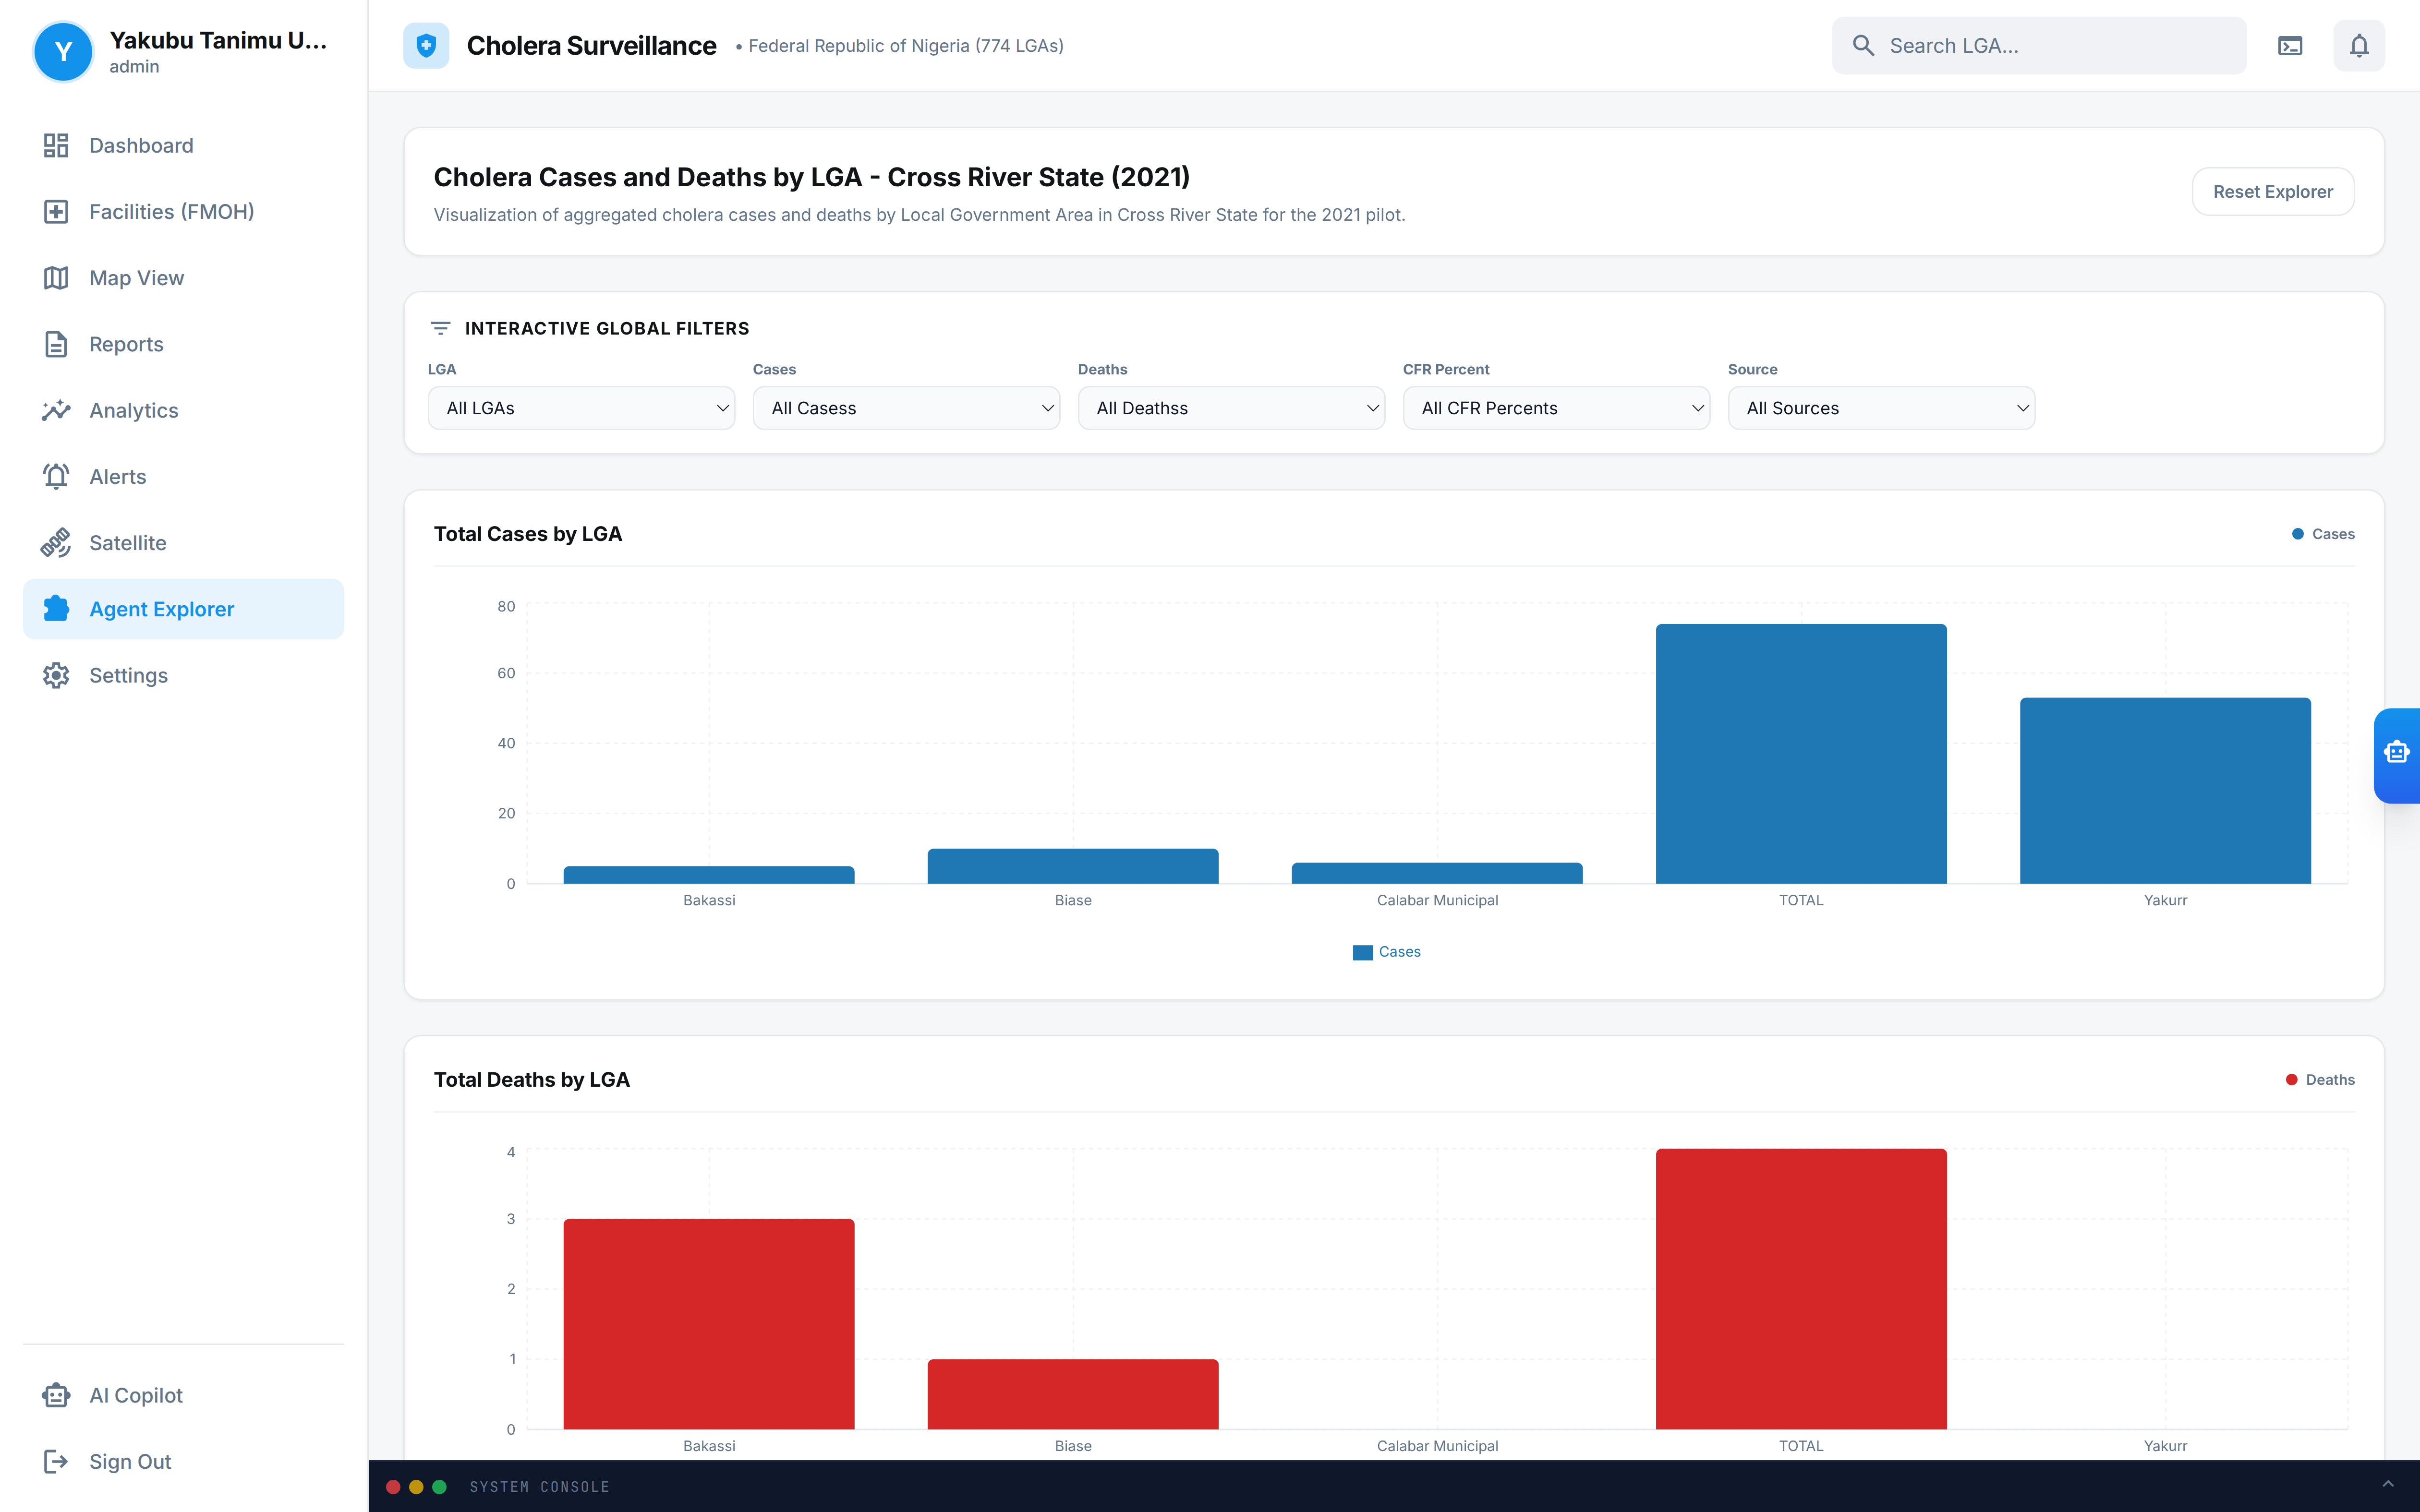 Y
Yakubu Tanimu U...
admin
Dashboard
Facilities (FMOH)
Map View
Reports
Analytics
Alerts
Satellite
Agent Explorer
Settings
AI Copilot
Sign Out
Cholera Surveillance
• Federal Republic of Nigeria (774 LGAs)
Search LGA...
Cholera Cases and Deaths by LGA - Cross River State (2021)
Visualization of aggregated cholera cases and deaths by Local Government Area in Cross River State for the 2021 pilot.
Reset Explorer
INTERACTIVE GLOBAL FILTERS
LGA
Cases
Deaths
CFR Percent
Source
All LGAs
All Casess
All Deathss
All CFR Percents
All Sources
Total Cases by LGA
Cases
80
60
40
20
0
Bakassi
Biase
Calabar Municipal
TOTAL
Yakurr
Cases
Total Deaths by LGA
Deaths
4
3
2
1
0
Bakassi
Biase
Calabar Municipal
TOTAL
Yakurr
SYSTEM CONSOLE